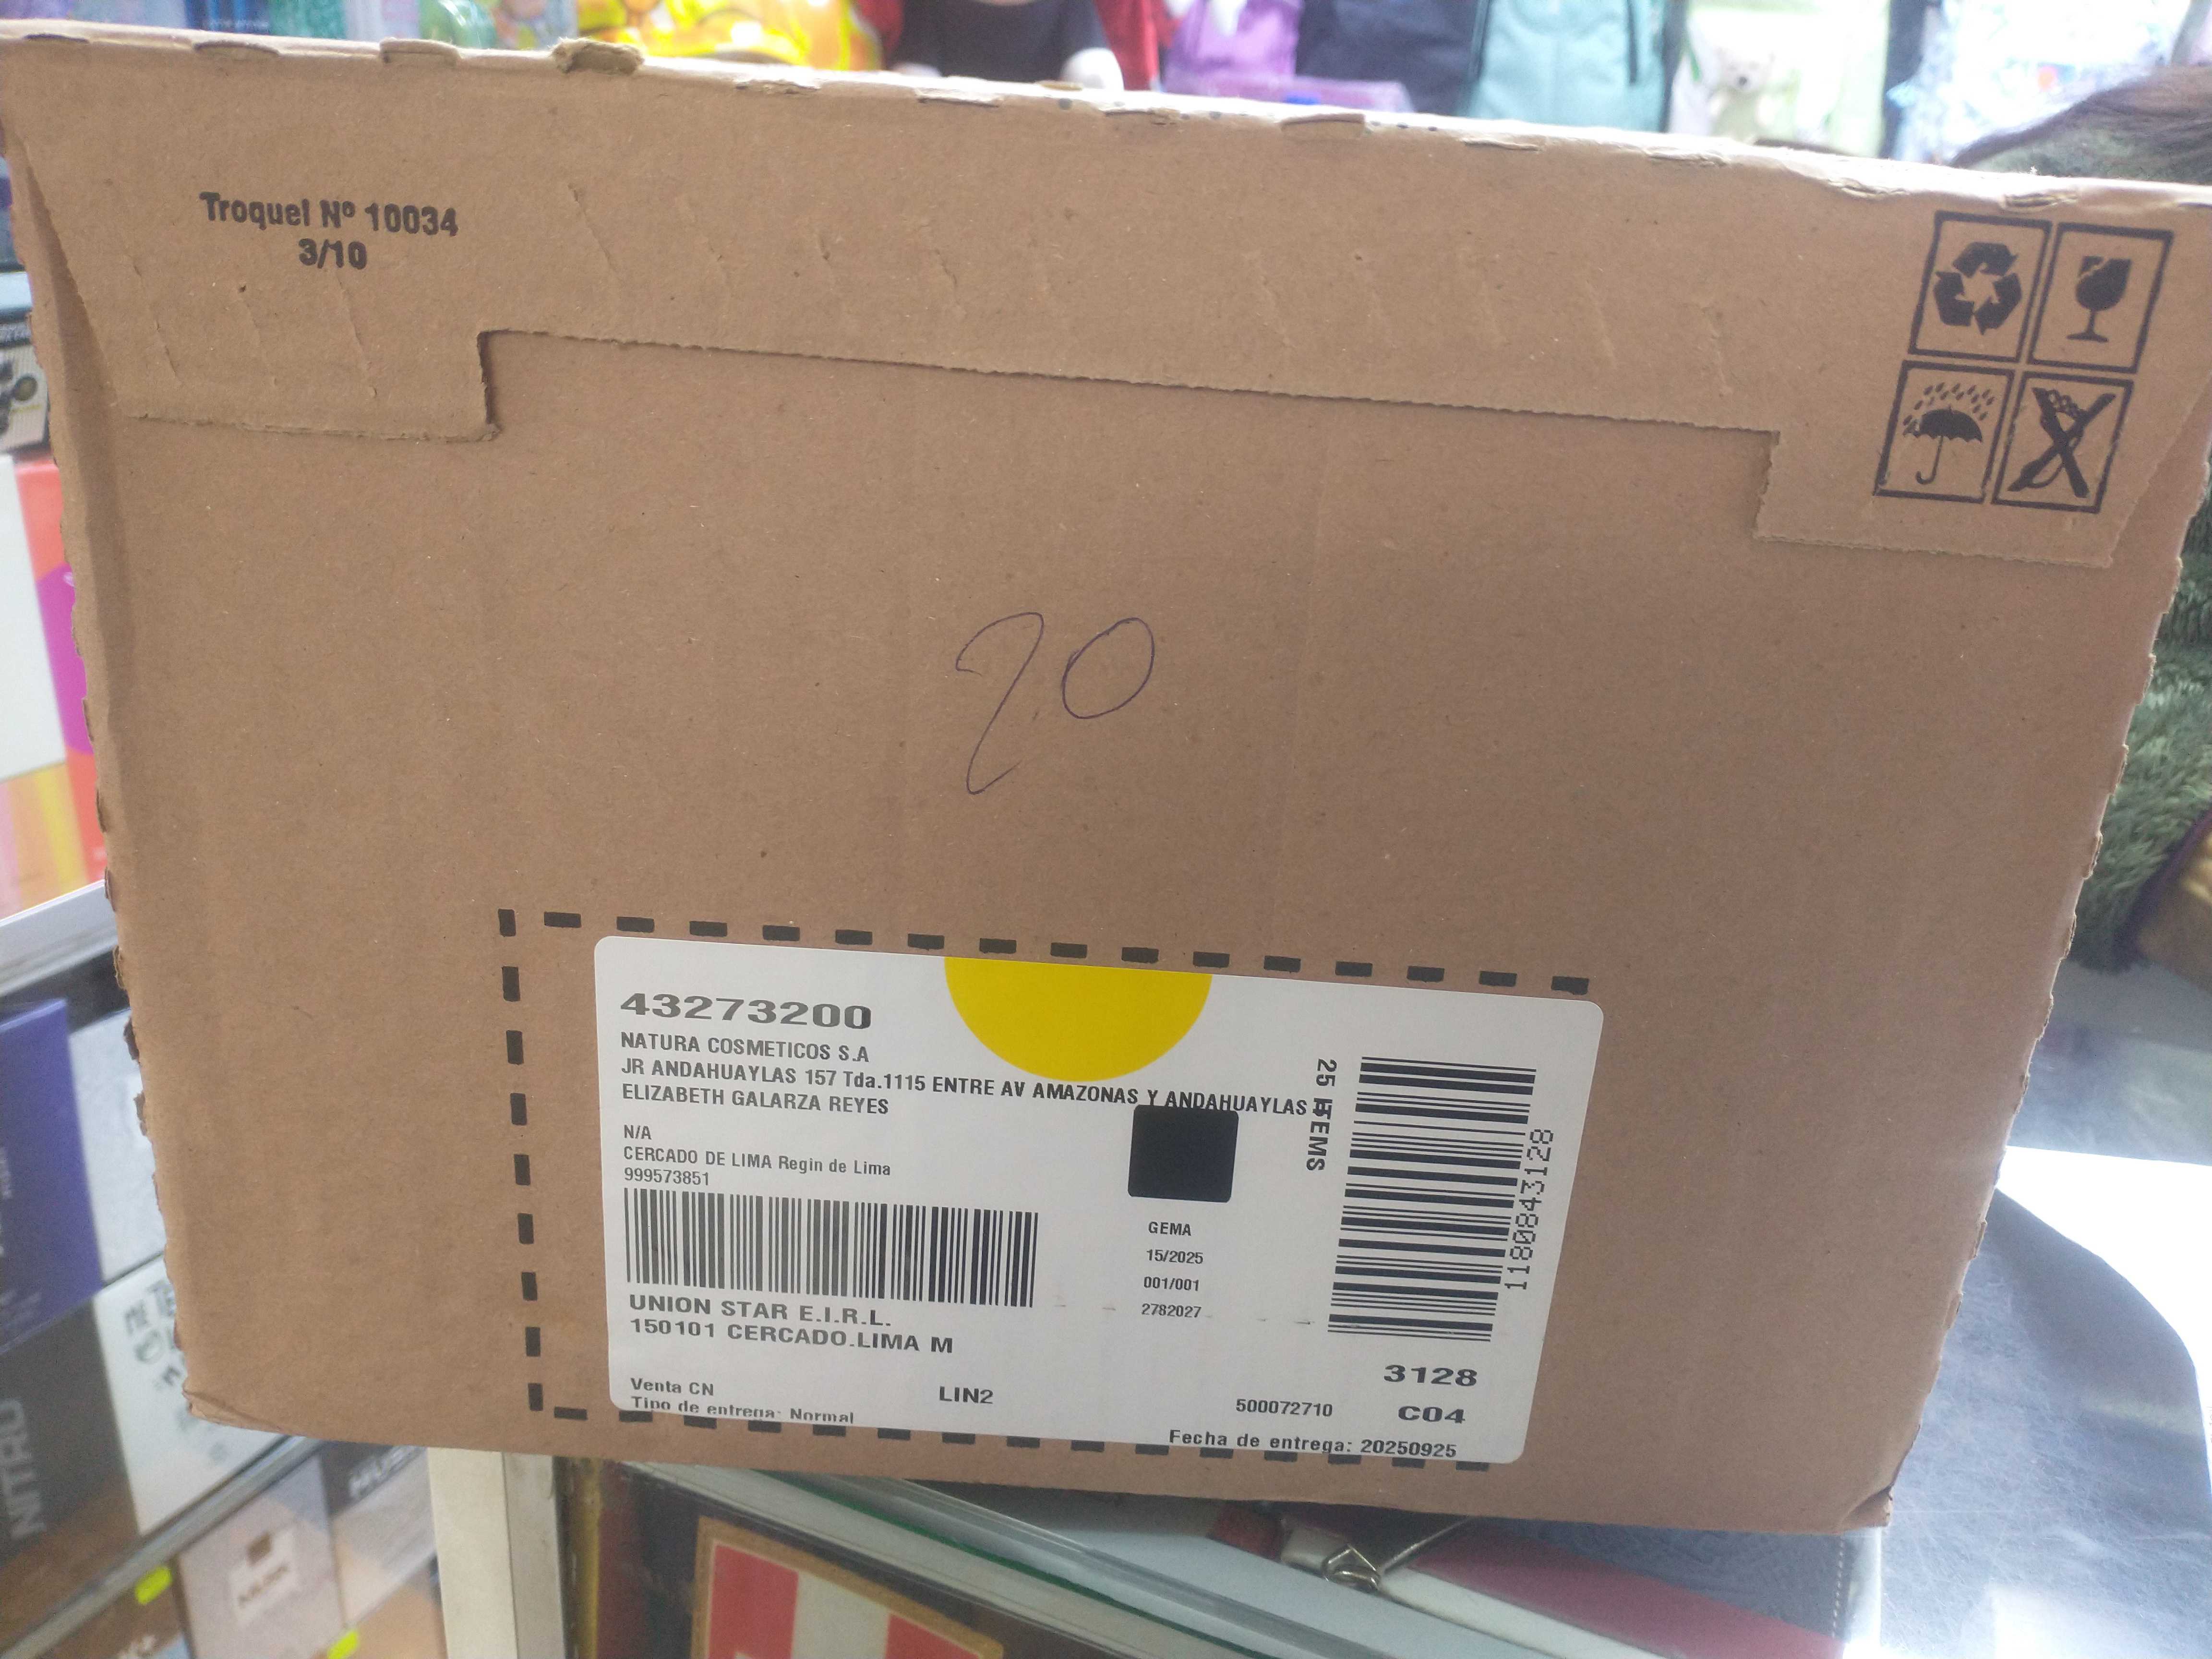 Troquel Nº 10034
3/10
20
43273200
NATURA COSMETICOS S.A
JR ANDAHUAYLAS 157 Tda.1115 ENTRE AV AMAZONAS Y ANDAHUAYLAS
ELIZABETH GALARZA REYES
N/A
CERCADO DE LIMA Regin de Lima
999573851
UNION STAR E.I.R.L.
150101 CERCADO.LIMA M
Venta CN
Tipo de entrega: Normal
LIN2
GEMA
15/2025
001/001
2782027
25 ITEMS
1180843128
3128
500072710
C04
Fecha de entrega: 20250925